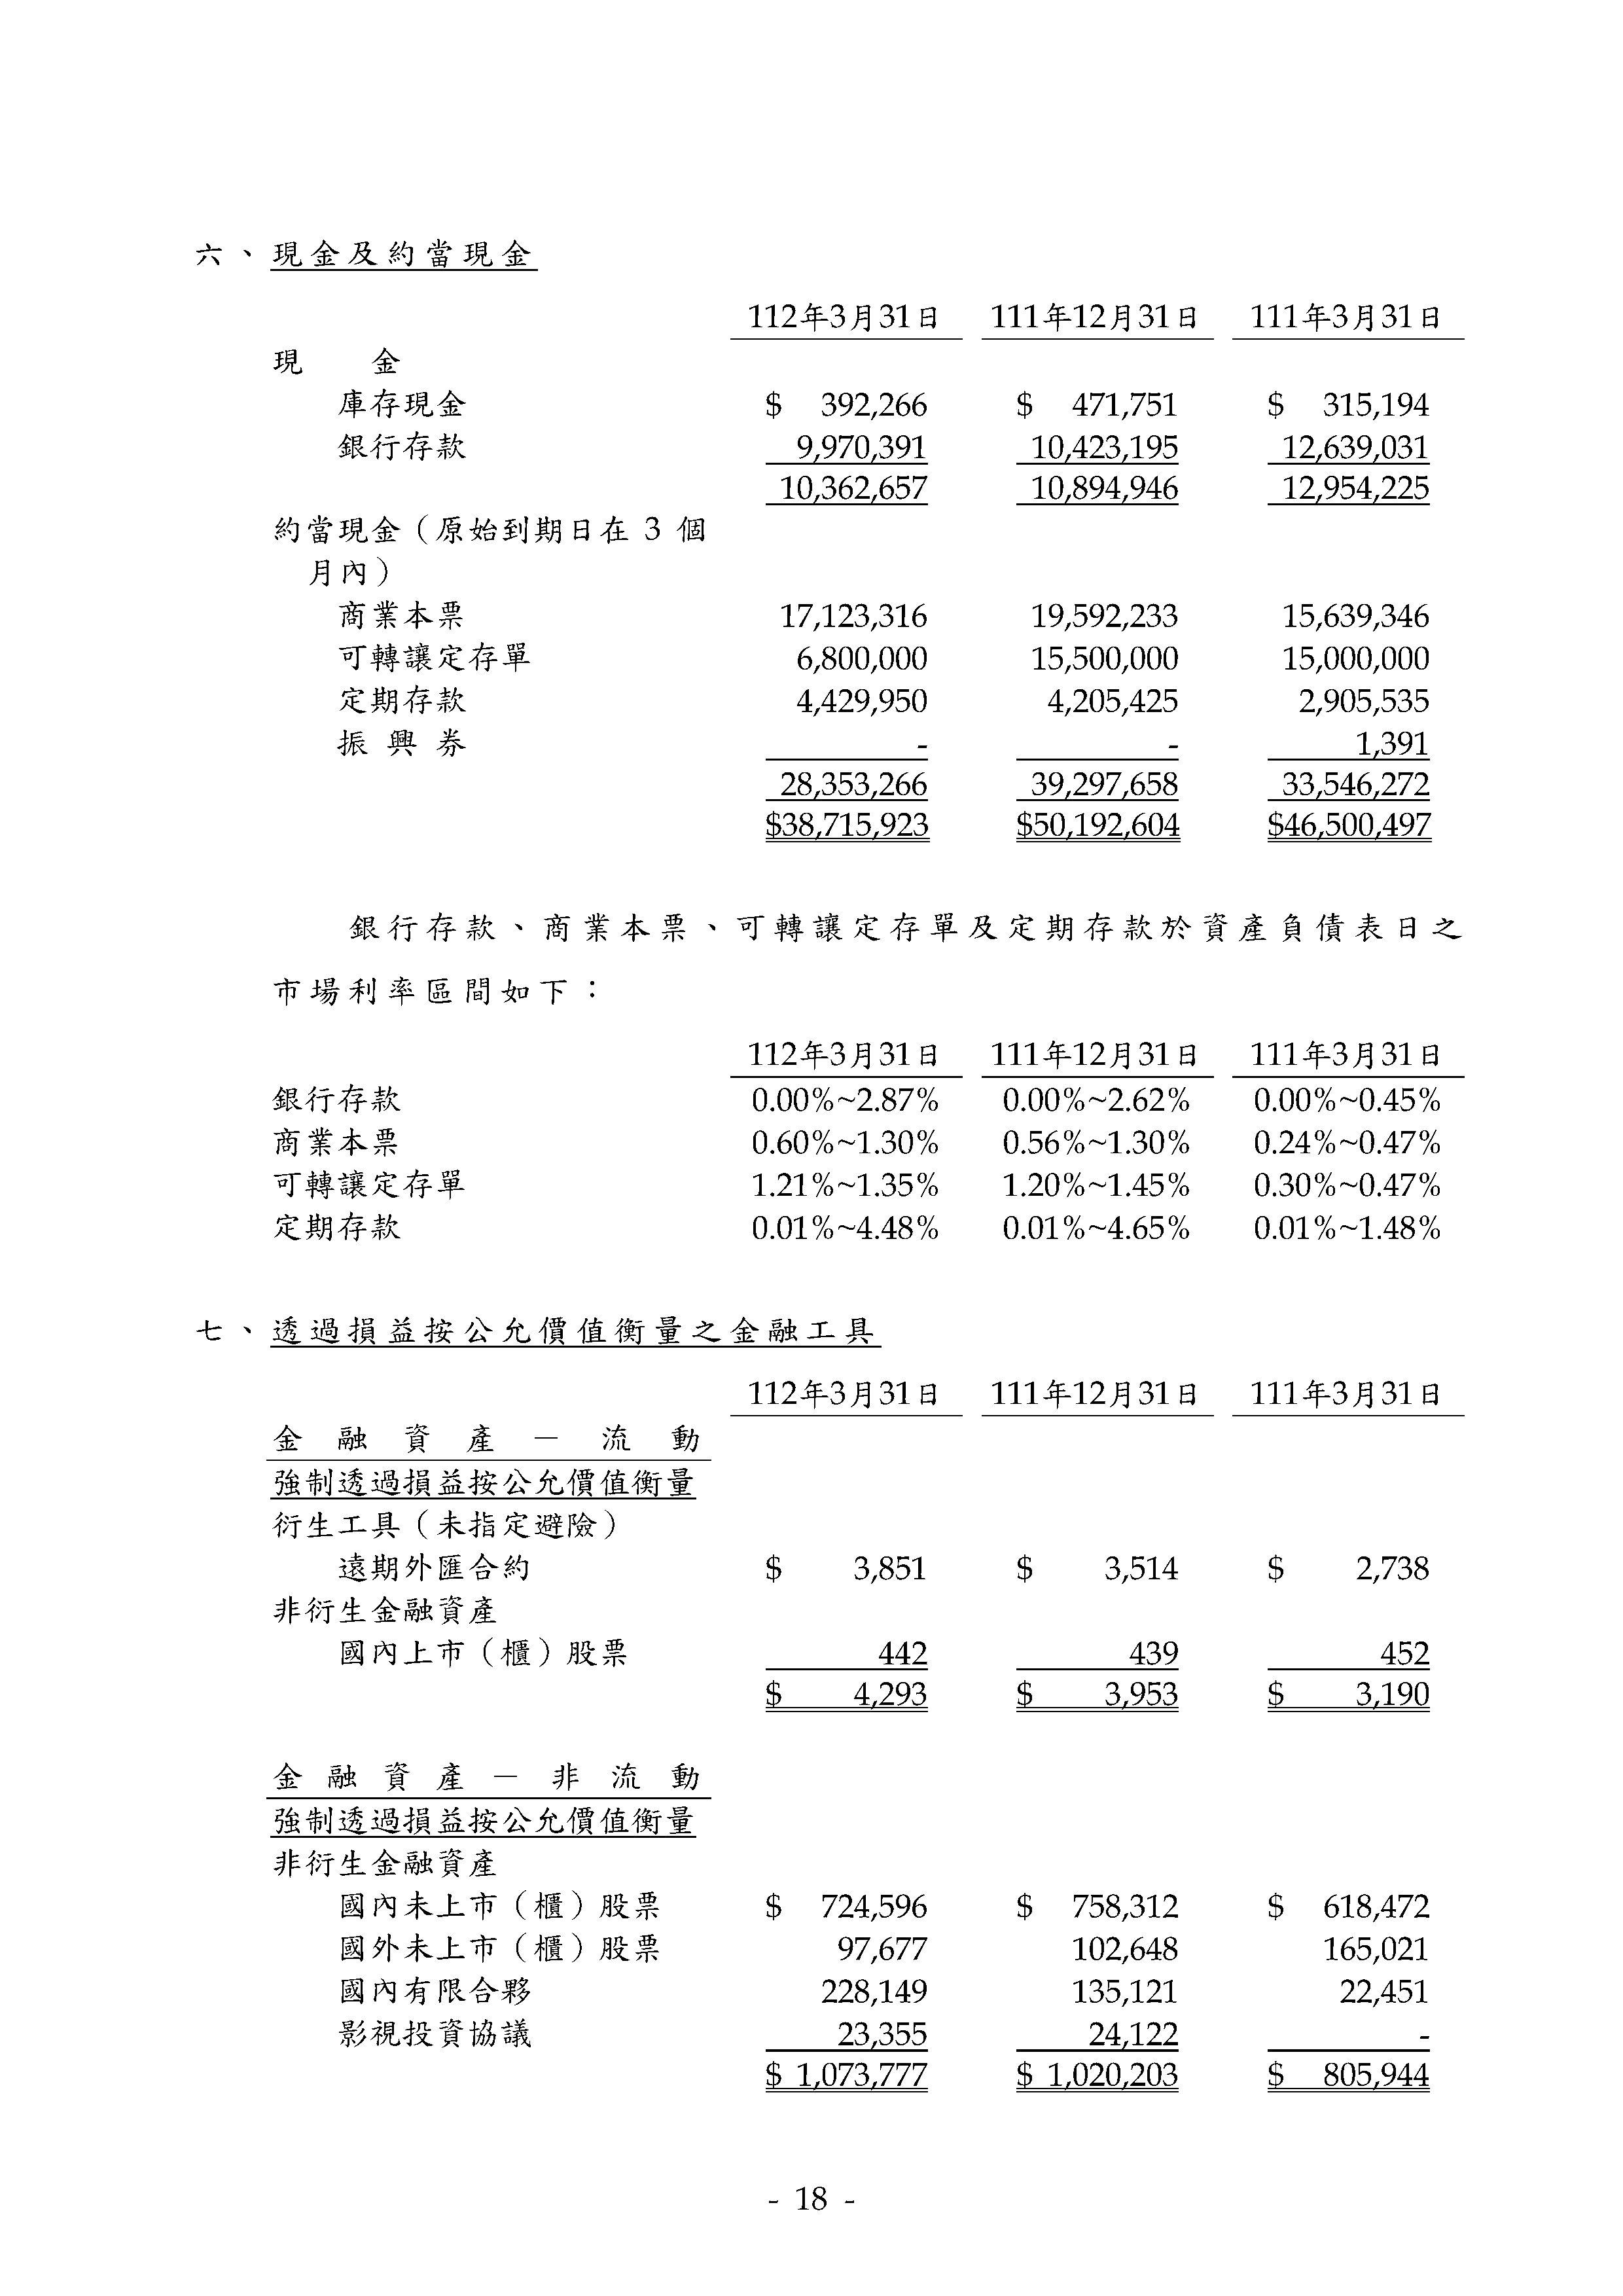 六、現金及約當現金
112年3月31日 111年12月31日 111年3月31日
現 金
庫存現金 $ 392,266 $ 471,751 $ 315,194
銀行存款 9,970,391 10,423,195 12,639,031
10,362,657 10,894,946 12,954,225
約當現金（原始到期日在 3 個
月內）
商業本票 17,123,316 19,592,233 15,639,346
可轉讓定存單 6,800,000 15,500,000 15,000,000
定期存款 4,429,950 4,205,425 2,905,535
振興券 - - 1,391
28,353,266 39,297,658 33,546,272
$38,715,923 $50,192,604 $46,500,497
銀行存款、商業本票、可轉讓定存單及定期存款於資產負債表日之
市場利率區間如下：
112年3月31日 111年12月31日 111年3月31日
銀行存款 0.00%~2.87% 0.00%~2.62% 0.00%~0.45%
商業本票 0.60%~1.30% 0.56%~1.30% 0.24%~0.47%
可轉讓定存單 1.21%~1.35% 1.20%~1.45% 0.30%~0.47%
定期存款 0.01%~4.48% 0.01%~4.65% 0.01%~1.48%
七、透過損益按公允價值衡量之金融工具
112年3月31日 111年12月31日 111年3月31日
金融資產－流動
強制透過損益按公允價值衡量
衍生工具（未指定避險）
遠期外匯合約 $ 3,851 $ 3,514 $ 2,738
非衍生金融資產
國內上市（櫃）股票 442 439 452
$ 4,293 $ 3,953 $ 3,190
金融資產－非流動
強制透過損益按公允價值衡量
非衍生金融資產
國內未上市（櫃）股票 $ 724,596 $ 758,312 $ 618,472
國外未上市（櫃）股票 97,677 102,648 165,021
國內有限合夥 228,149 135,121 22,451
影視投資協議 23,355 24,122 -
$ 1,073,777 $ 1,020,203 $ 805,944
- 18 -